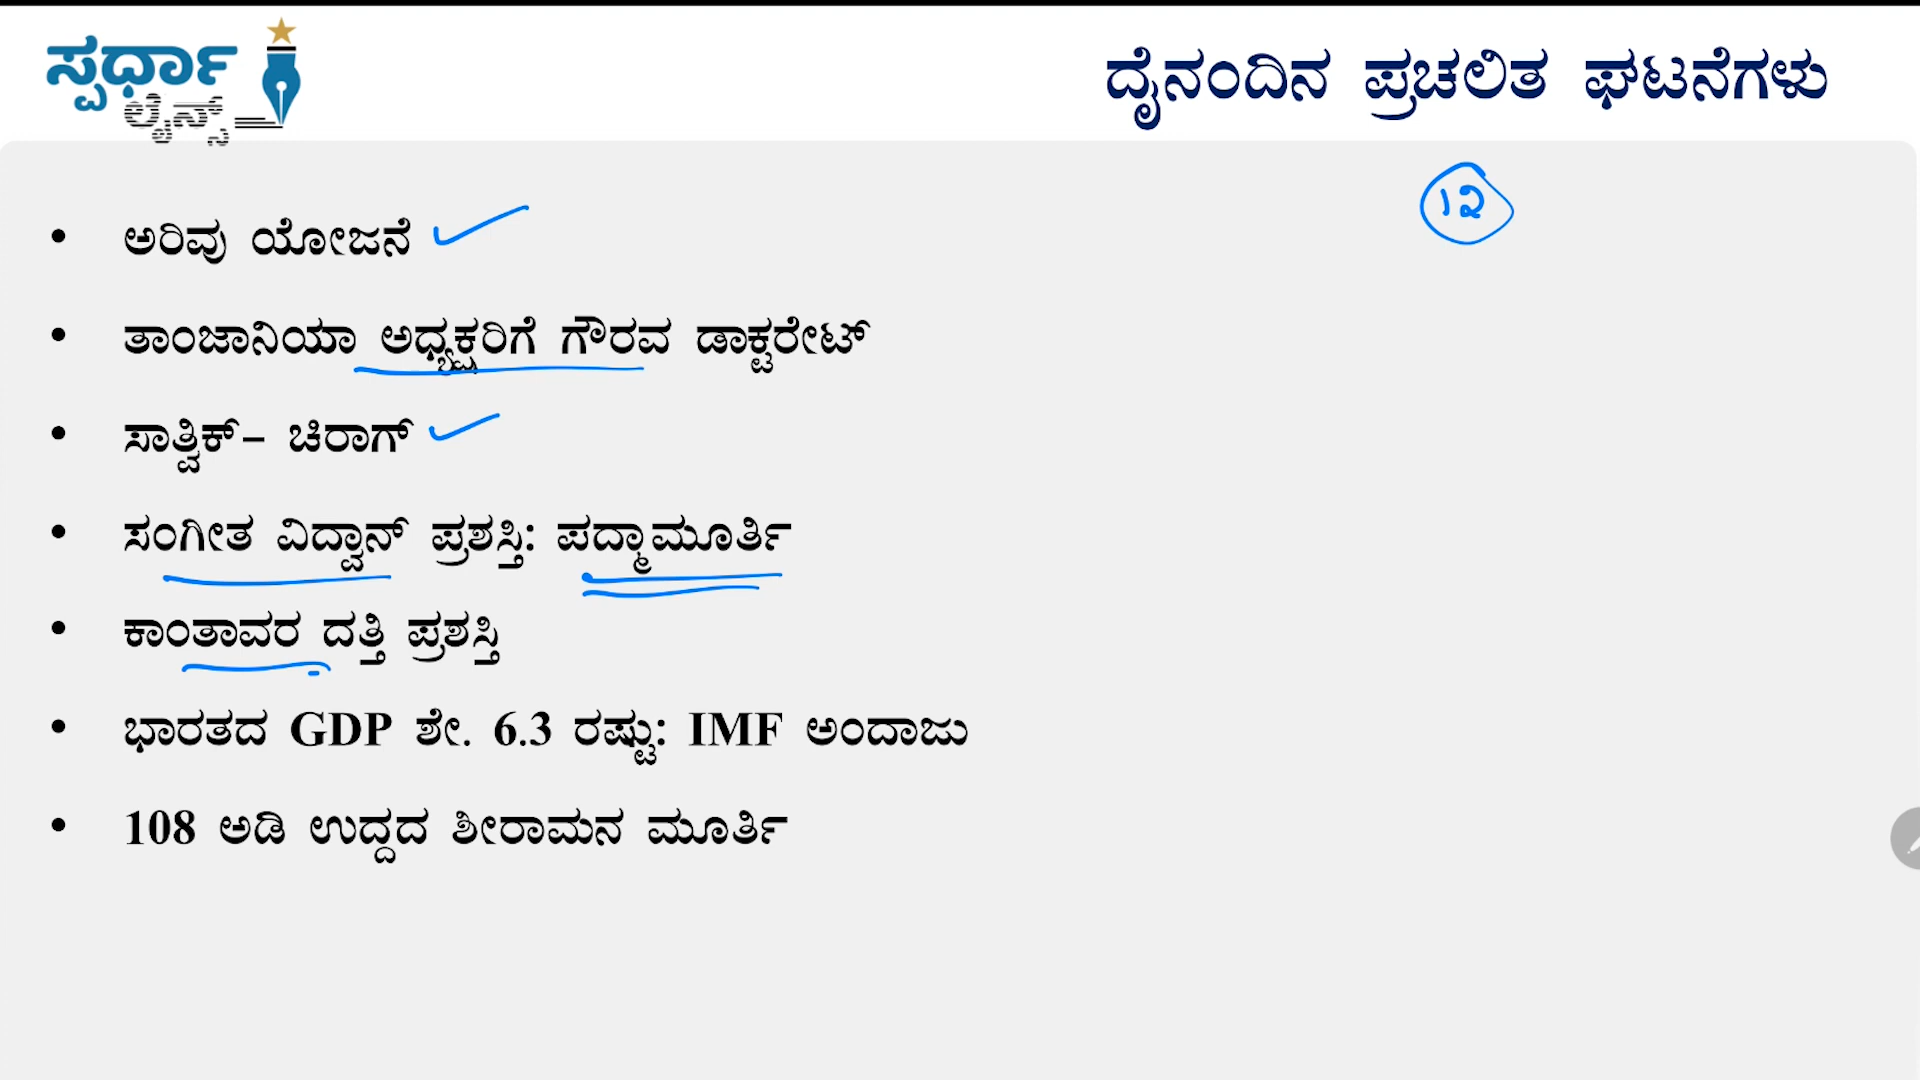 ಸ್ಪರ್ಧಾ
ಲೈನ್ಸ್
ದೈನಂದಿನ ಪ್ರಚಲಿತ ಘಟನೆಗಳು
೧೨
• ಅರಿವು ಯೋಜನೆ
• ತಾಂಜಾನಿಯಾ ಅಧ್ಯಕ್ಷರಿಗೆ ಗೌರವ ಡಾಕ್ಟರೇಟ್
• ಸಾತ್ವಿಕ್- ಚಿರಾಗ್
• ಸಂಗೀತ ವಿದ್ವಾನ್ ಪ್ರಶಸ್ತಿ: ಪದ್ಮಾಮೂರ್ತಿ
• ಕಾಂತಾವರ ದತ್ತಿ ಪ್ರಶಸ್ತಿ
• ಭಾರತದ GDP ಶೇ. 6.3 ರಷ್ಟು: IMF ಅಂದಾಜು
• 108 ಅಡಿ ಉದ್ದದ ಶೀರಾಮನ ಮೂರ್ತಿ